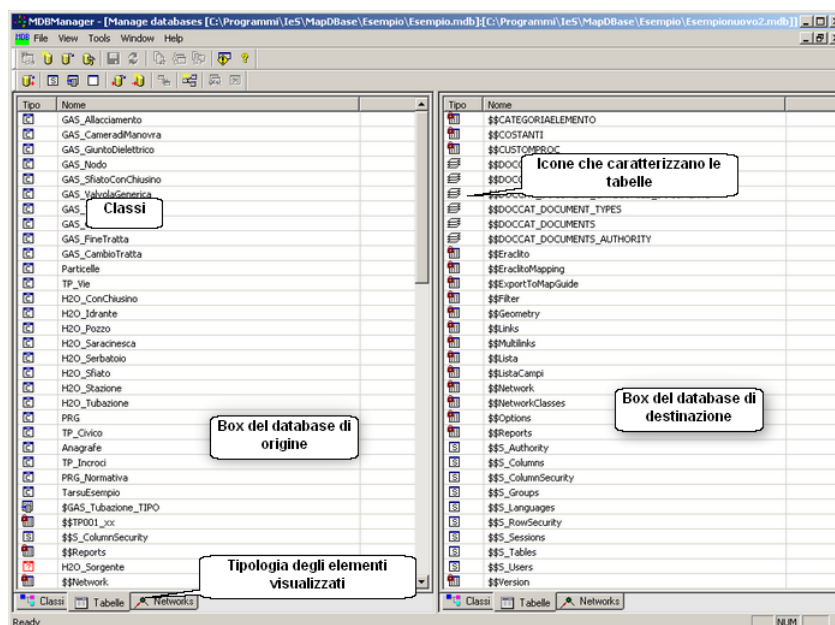 MDBManager - [Manage databases [C:\Programmi\IeS\MapDBase\Esempio\Esempio.mdb]:[C:\Programmi\IeS\MapDBase\Esempio\Esempionuovo2.mdb]]
File View Tools Window Help
Tipo Nome
GAS_Allacciamento
GAS_CameradiManovra
GAS_GiuntoDielettrico
GAS_Nodo
GAS_SfiatoConChiusino
GAS_ValvolaGenerica
GAS_
Classi
GAS_FineTratta
GAS_CambioTratta
Particelle
TP_Vie
H2O_ConChiusino
H2O_Idrante
H2O_Pozzo
H2O_Saracinesca
H2O_Serbatoio
H2O_Sfiato
H2O_Stazione
H2O_Tubazione
PRG
TP_Civico
Anagrafe
TP_Incroci
PRG_Normativa
TarsuEsempio
$GAS_Tubazione_TIPO
$$TP001_xx
$$S_ColumnSecurity
$$Reports
H2O_Sorgente
$$Network
Box del database di
origine
Tipologia degli elementi
visualizzati
Classi Tabelle Networks
Tipo Nome
$$CATEGORIAELEMENTO
$$COSTANTI
$$CUSTOMPROC
$$DOCC
$$DOCC
Icone che caratterizzano le
tabelle
$$DOCCAT_DOCUMENT_TYPES
$$DOCCAT_DOCUMENTS
$$DOCCAT_DOCUMENTS_AUTHORITY
$$Eraclito
$$EraclitoMapping
$$ExportToMapGuide
$$Filter
$$Geometry
$$Links
$$Multilinks
$$Lista
$$ListaCampi
$$Network
$$NetworkClasses
$$Options
$$Reports
$$S_Authority
$$S_Columns
$$S_ColumnSecurity
$$S_Groups
$$S_Languages
$$S_RowSecurity
$$S_Sessions
$$S_Tables
$$S_Users
$$Version
Box del database di
destinazione
Classi Tabelle Networks
Ready
NUM